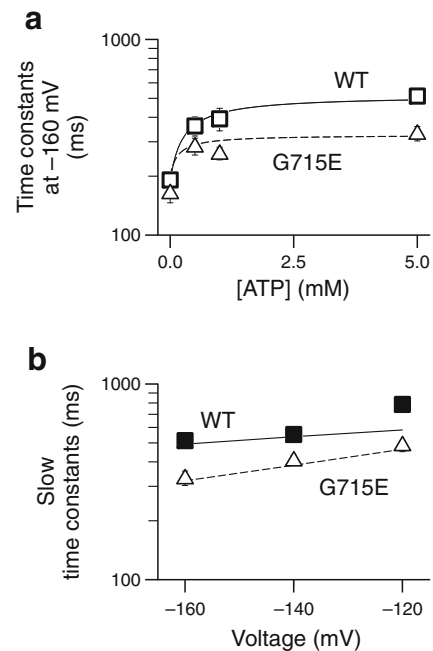 a
1000
100
Time constants
at –160 mV
(ms)
WT
G715E
0.0
2.5
5.0
[ATP] (mM)
b
1000
100
Slow
time constants (ms)
WT
G715E
–160
–140
–120
Voltage (mV)